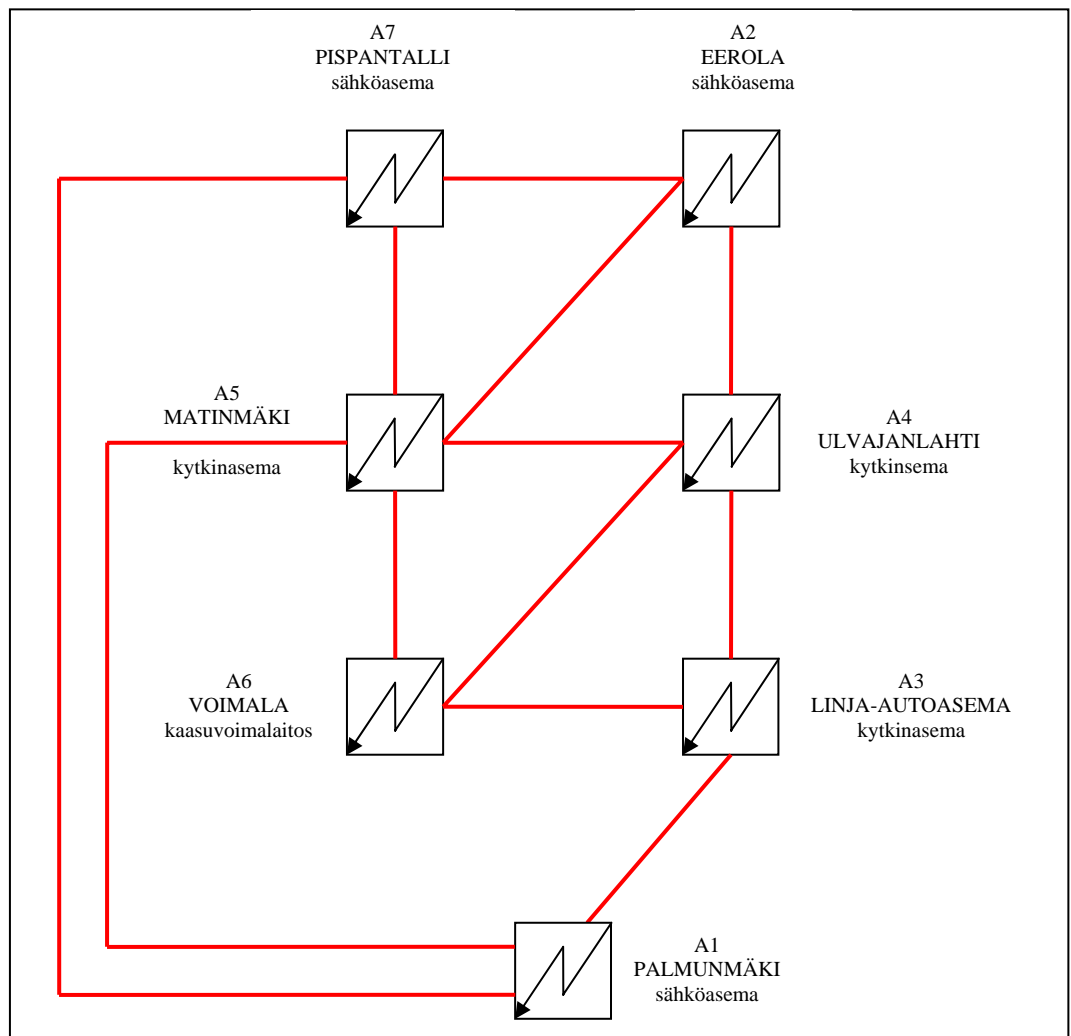 A7
PISPANTALLI
sähköasema
A2
EEROLA
sähköasema
A5
MATINMÄKI
kytkinasema
A4
ULVAJANLAHTI
kytkinsema
A6
VOIMALA
kaasuvoimalaitos
A3
LINJA-AUTOASEMA
kytkinasema
A1
PALMUNMÄKI
sähköasema